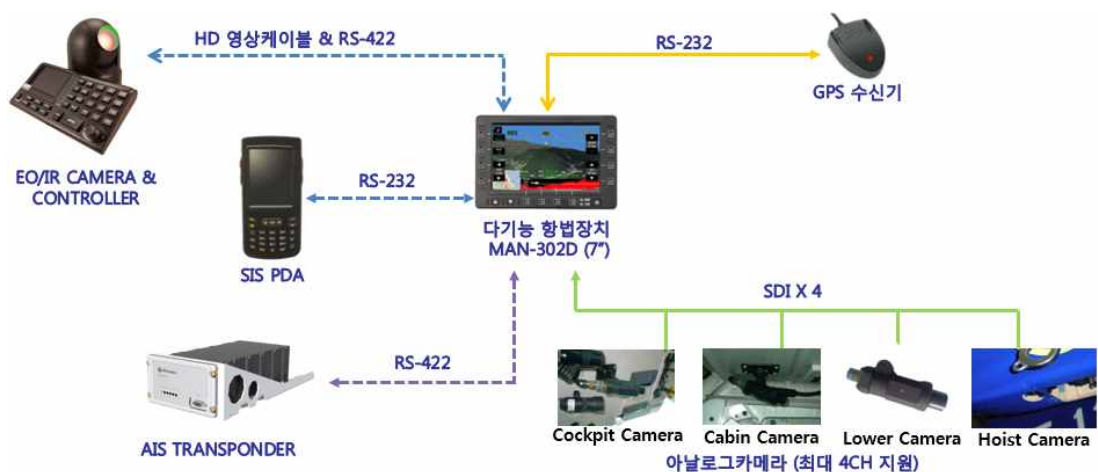 HD 영상케이블 & RS-422
RS-232
GPS 수신기
EO/IR CAMERA &
CONTROLLER
RS-232
SIS PDA
다기능 항법장치
MAN-302D (7")
SDI X 4
RS-422
AIS TRANSPONDER
Cockpit Camera
Cabin Camera
Lower Camera
Hoist Camera
아날로그카메라 (최대 4CH 지원)